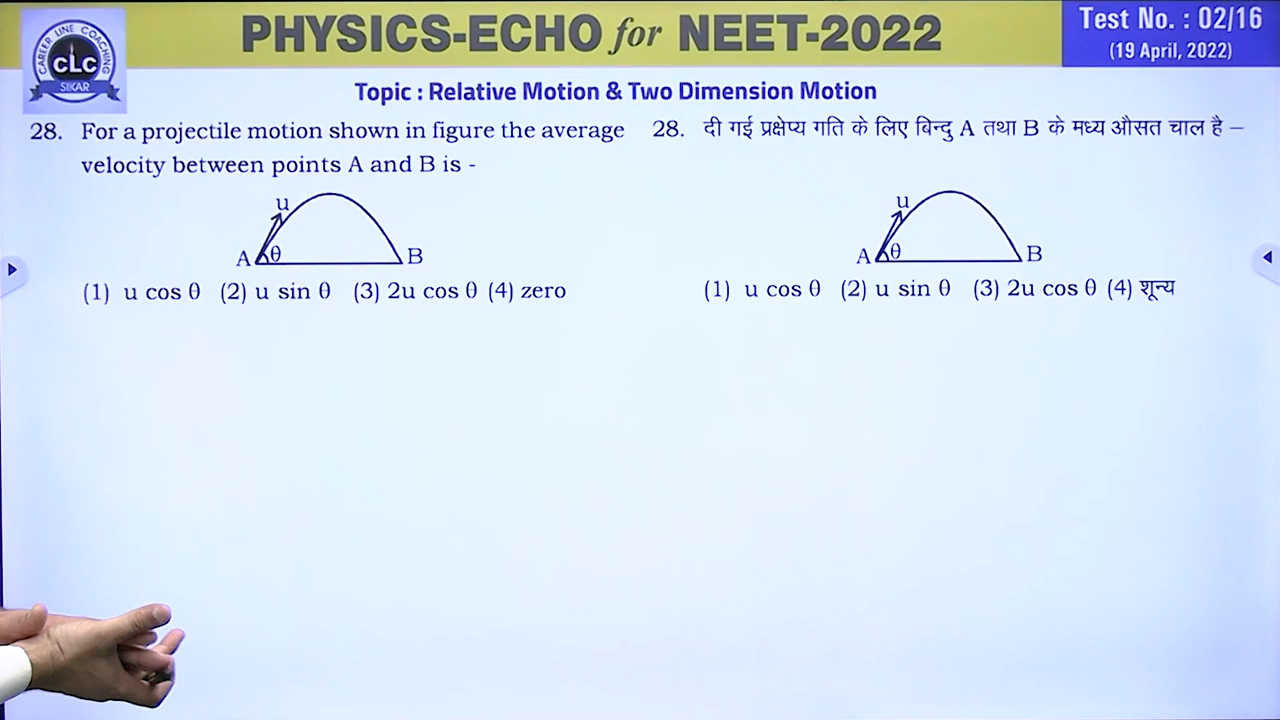 PHYSICS-ECHO for NEET-2022
Test No. : 02/16
(19 April, 2022)
CAREER LINE COACHING
CLC
SIKAR
Topic : Relative Motion & Two Dimension Motion
28. For a projectile motion shown in figure the average
velocity between points A and B is -
u
A θ B
(1) u cos θ (2) u sin θ (3) 2u cos θ (4) zero
28. दी गई प्रक्षेप्य गति के लिए बिन्दु A तथा B के मध्य औसत चाल है –
u
A θ B
(1) u cos θ (2) u sin θ (3) 2u cos θ (4) शून्य